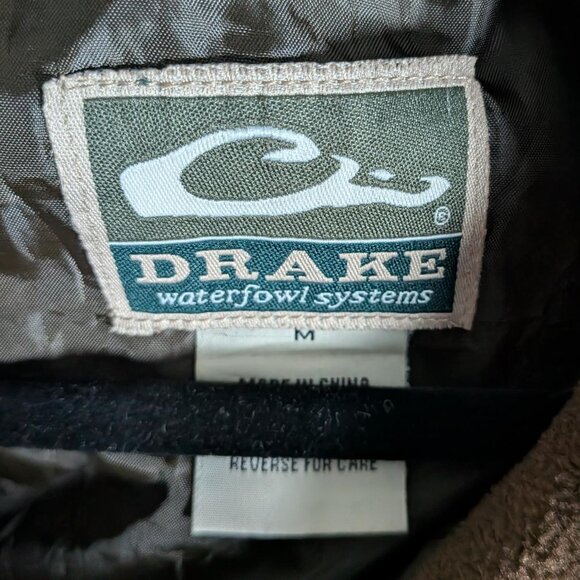 ®
DRAKE
waterfowl systems
M
MADE IN CHINA
REVERSE FOR CARE